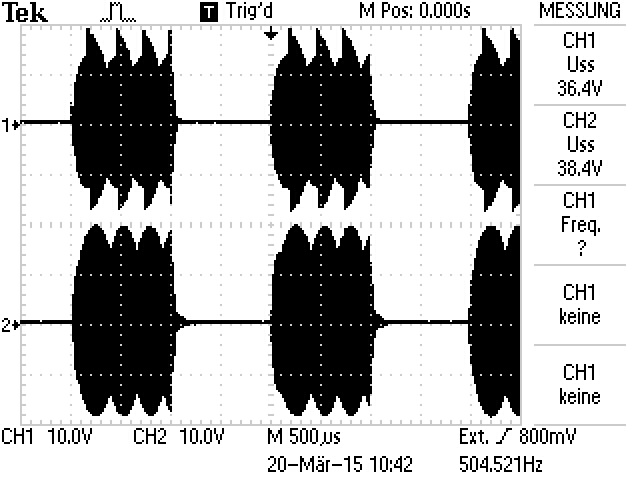 Tek T Trig'd M Pos: 0.000s MESSUNG
CH1
Uss
36.4V
CH2
Uss
38.4V
CH1
Freq.
?
CH1
keine
CH1
keine
1
2
CH1 10.0V CH2 10.0V M 500µs Ext. 800mV
20-Mär-15 10:42 504.521Hz